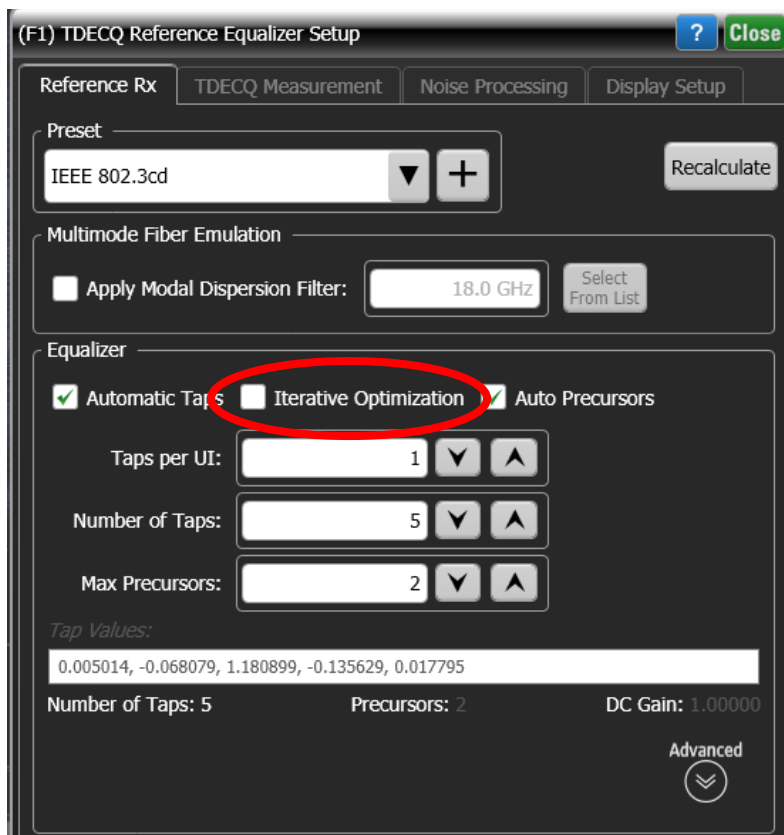 (F1) TDECQ Reference Equalizer Setup ? Close
Reference Rx TDECQ Measurement Noise Processing Display Setup
Preset
IEEE 802.3cd
Recalculate
Multimode Fiber Emulation
Apply Modal Dispersion Filter: 18.0 GHz
Select
From List
Equalizer
Automatic Taps Iterative Optimization Auto Precursors
Taps per UI: 1
Number of Taps: 5
Max Precursors: 2
Tap Values:
0.005014, -0.068079, 1.180899, -0.135629, 0.017795
Number of Taps: 5 Precursors: 2 DC Gain: 1.00000
Advanced